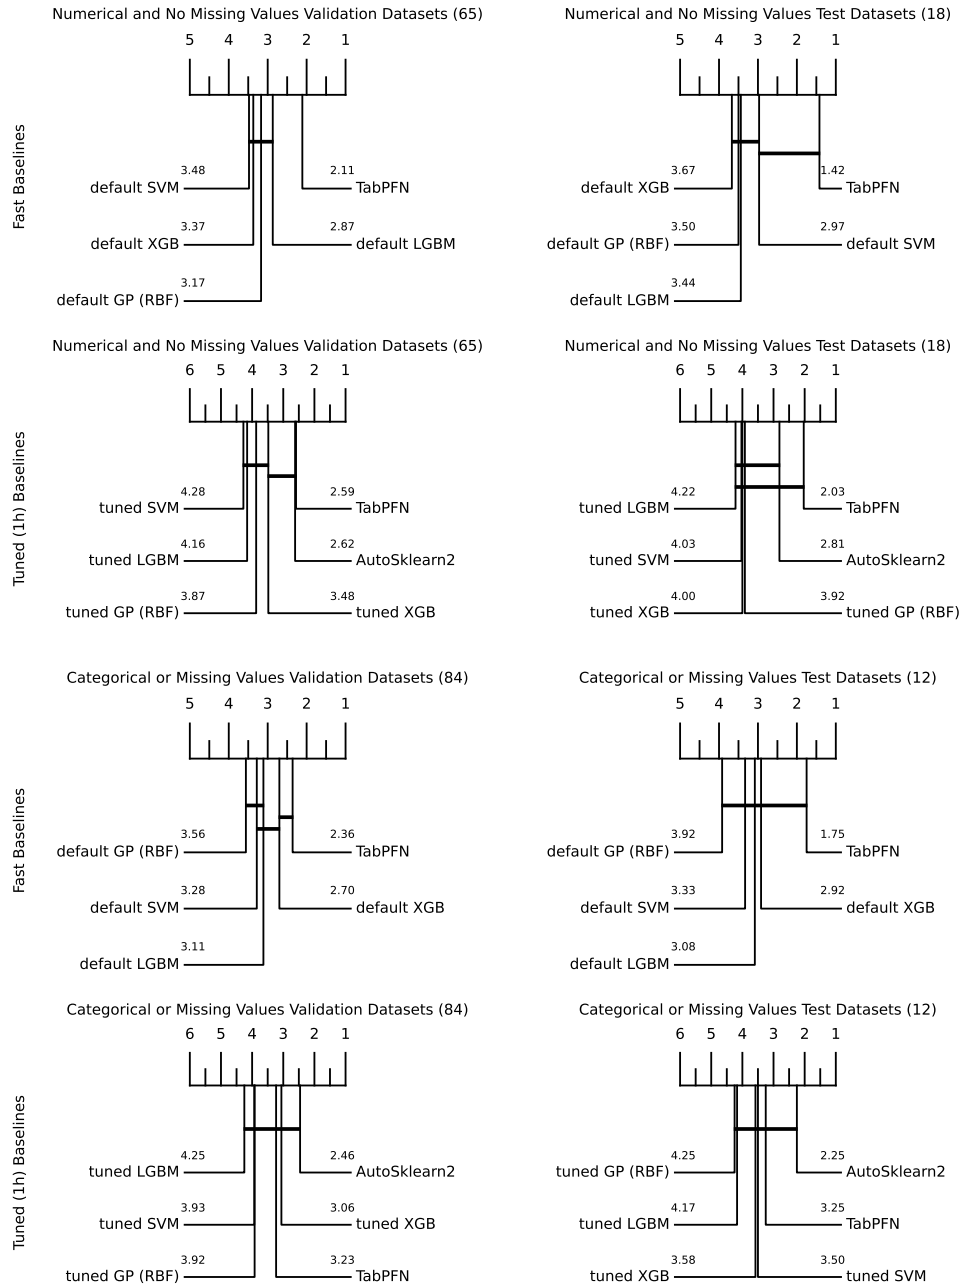 Numerical and No Missing Values Validation Datasets (65)
5 4 3 2 1
Fast Baselines
3.48
default SVM
2.11
TabPFN
3.37
default XGB
2.87
default LGBM
3.17
default GP (RBF)
Numerical and No Missing Values Test Datasets (18)
5 4 3 2 1
3.67
default XGB
1.42
TabPFN
3.50
default GP (RBF)
2.97
default SVM
3.44
default LGBM
Numerical and No Missing Values Validation Datasets (65)
6 5 4 3 2 1
Tuned (1h) Baselines
4.28
tuned SVM
2.59
TabPFN
4.16
tuned LGBM
2.62
AutoSklearn2
3.87
tuned GP (RBF)
3.48
tuned XGB
Numerical and No Missing Values Test Datasets (18)
6 5 4 3 2 1
4.22
tuned LGBM
2.03
TabPFN
4.03
tuned SVM
2.81
AutoSklearn2
4.00
tuned XGB
3.92
tuned GP (RBF)
Categorical or Missing Values Validation Datasets (84)
5 4 3 2 1
Fast Baselines
3.56
default GP (RBF)
2.36
TabPFN
3.28
default SVM
2.70
default XGB
3.11
default LGBM
Categorical or Missing Values Test Datasets (12)
5 4 3 2 1
3.92
default GP (RBF)
1.75
TabPFN
3.33
default SVM
2.92
default XGB
3.08
default LGBM
Categorical or Missing Values Validation Datasets (84)
6 5 4 3 2 1
Tuned (1h) Baselines
4.25
tuned LGBM
2.46
AutoSklearn2
3.93
tuned SVM
3.06
tuned XGB
3.92
tuned GP (RBF)
3.23
TabPFN
Categorical or Missing Values Test Datasets (12)
6 5 4 3 2 1
4.25
tuned GP (RBF)
2.25
AutoSklearn2
4.17
tuned LGBM
3.25
TabPFN
3.58
tuned XGB
3.50
tuned SVM